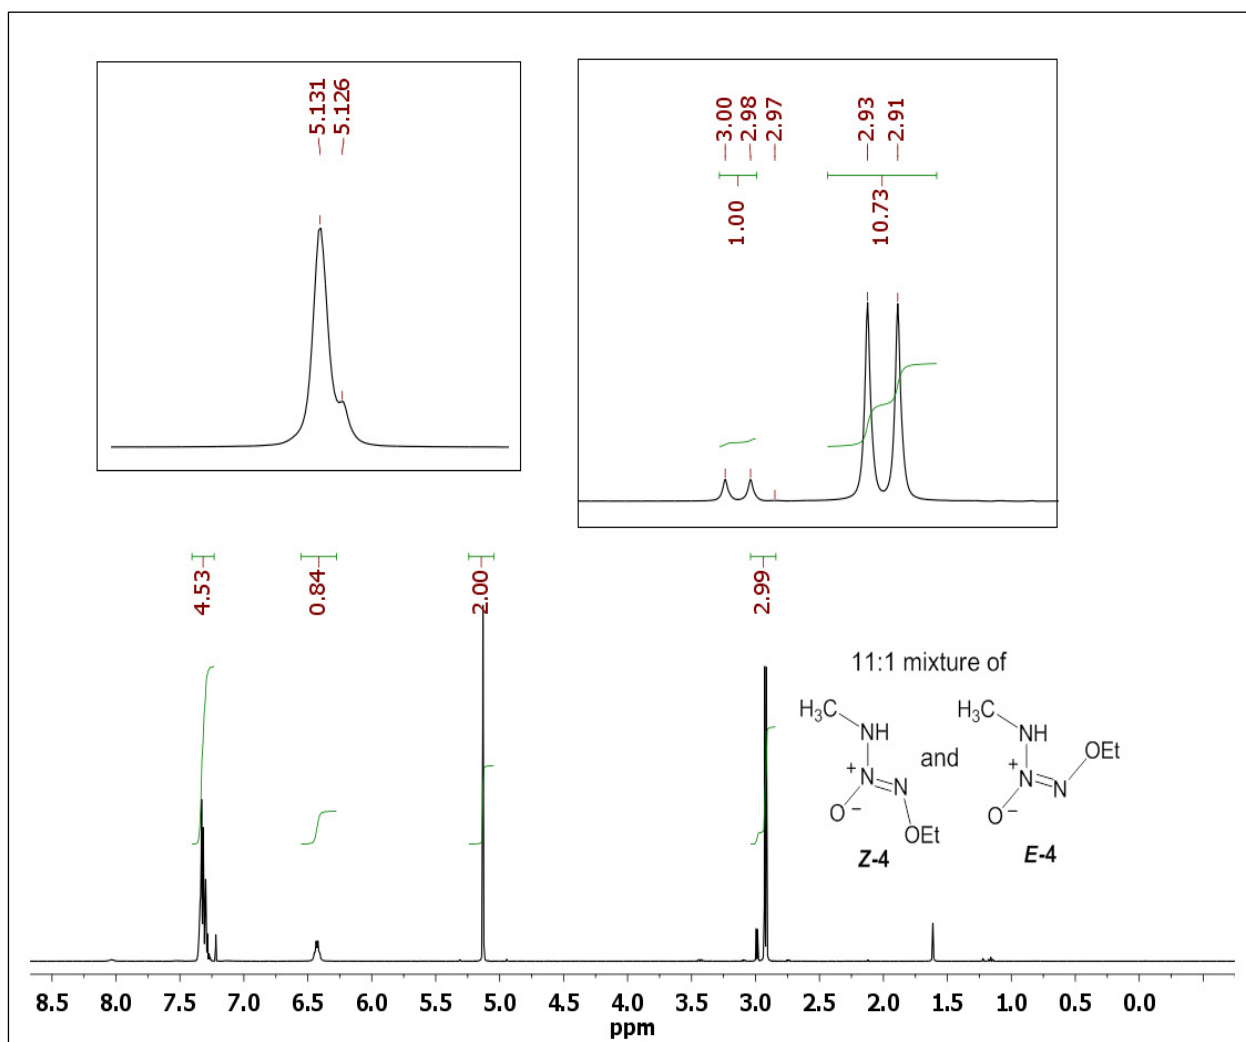 5.131
5.126
3.00
2.98
2.97
2.93
2.91
1.00
10.73
4.53
0.84
2.00
2.99
11:1 mixture of
H₃C
NH
+
N
N
O⁻
OEt
Z-4
and
H₃C
NH
+
N
N
O⁻
OEt
E-4
8.5 8.0 7.5 7.0 6.5 6.0 5.5 5.0 4.5 4.0 3.5 3.0 2.5 2.0 1.5 1.0 0.5 0.0
ppm